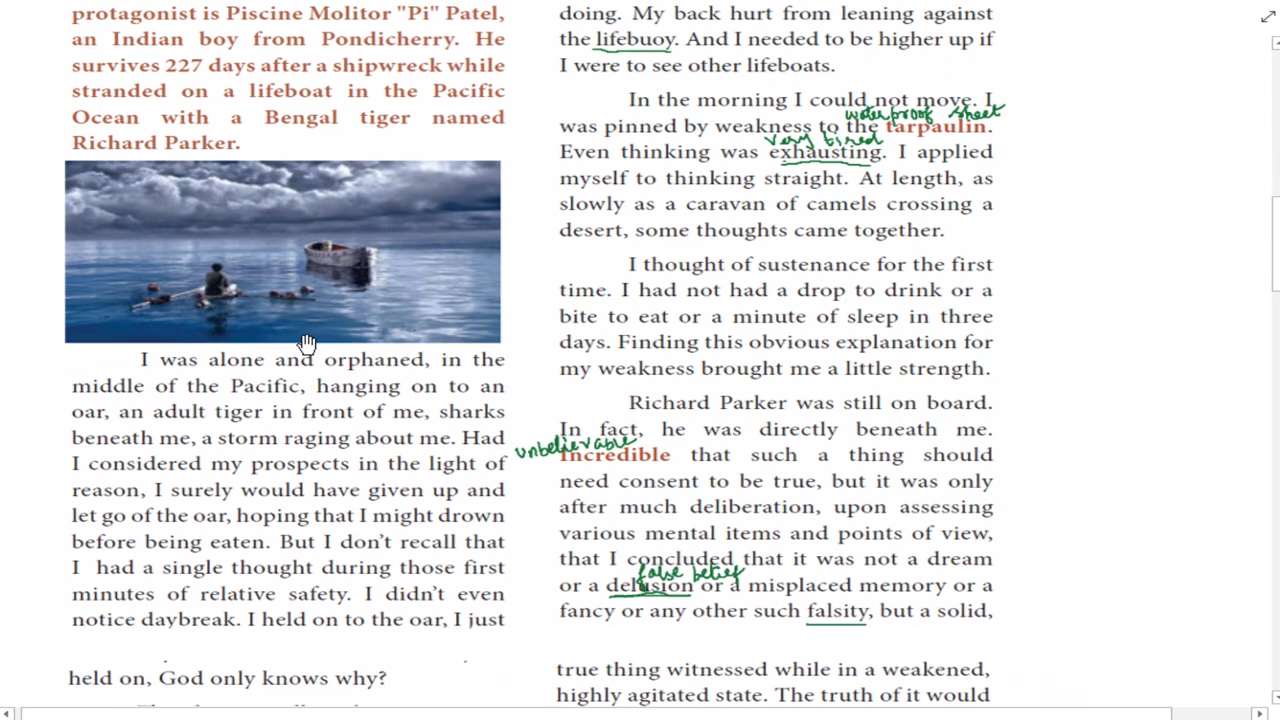 protagonist is Piscine Molitor "Pi" Patel,
an Indian boy from Pondicherry. He
survives 227 days after a shipwreck while
stranded on a lifeboat in the Pacific
Ocean with a Bengal tiger named
Richard Parker.
I was alone and orphaned, in the
middle of the Pacific, hanging on to an
oar, an adult tiger in front of me, sharks
beneath me, a storm raging about me. Had
I considered my prospects in the light of
reason, I surely would have given up and
let go of the oar, hoping that I might drown
before being eaten. But I don't recall that
I had a single thought during those first
minutes of relative safety. I didn't even
notice daybreak. I held on to the oar, I just
held on, God only knows why?
doing. My back hurt from leaning against
the lifebuoy. And I needed to be higher up if
I were to see other lifeboats.
In the morning I could not move. I
waterproof sheet
was pinned by weakness to the tarpaulin.
very tired
Even thinking was exhausting. I applied
myself to thinking straight. At length, as
slowly as a caravan of camels crossing a
desert, some thoughts came together.
I thought of sustenance for the first
time. I had not had a drop to drink or a
bite to eat or a minute of sleep in three
days. Finding this obvious explanation for
my weakness brought me a little strength.
Richard Parker was still on board.
In fact, he was directly beneath me.
unbelievable
Incredible that such a thing should
need consent to be true, but it was only
after much deliberation, upon assessing
various mental items and points of view,
that I concluded that it was not a dream
false belief
or a delusion or a misplaced memory or a
fancy or any other such falsity, but a solid,
true thing witnessed while in a weakened,
highly agitated state. The truth of it would